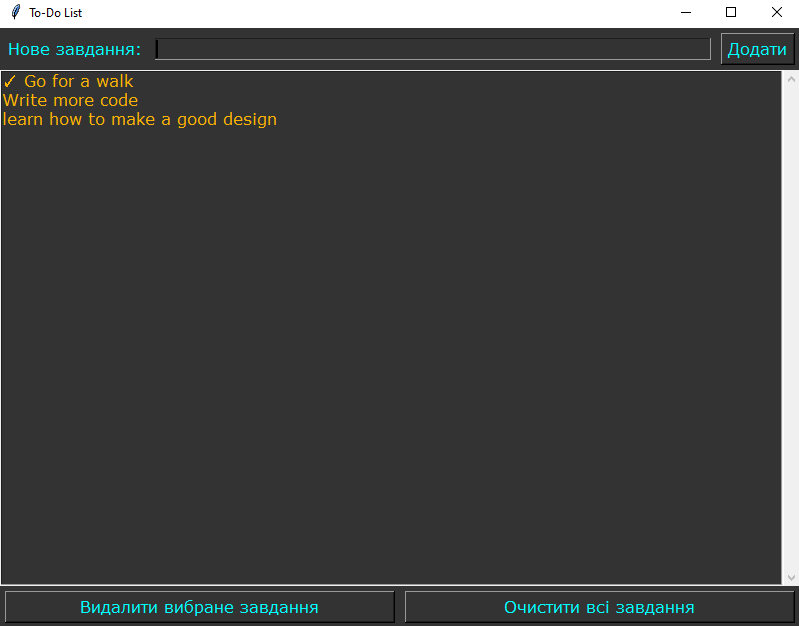 To-Do List
Нове завдання: Додати
✓ Go for a walk
Write more code
learn how to make a good design
Видалити вибране завдання Очистити всі завдання